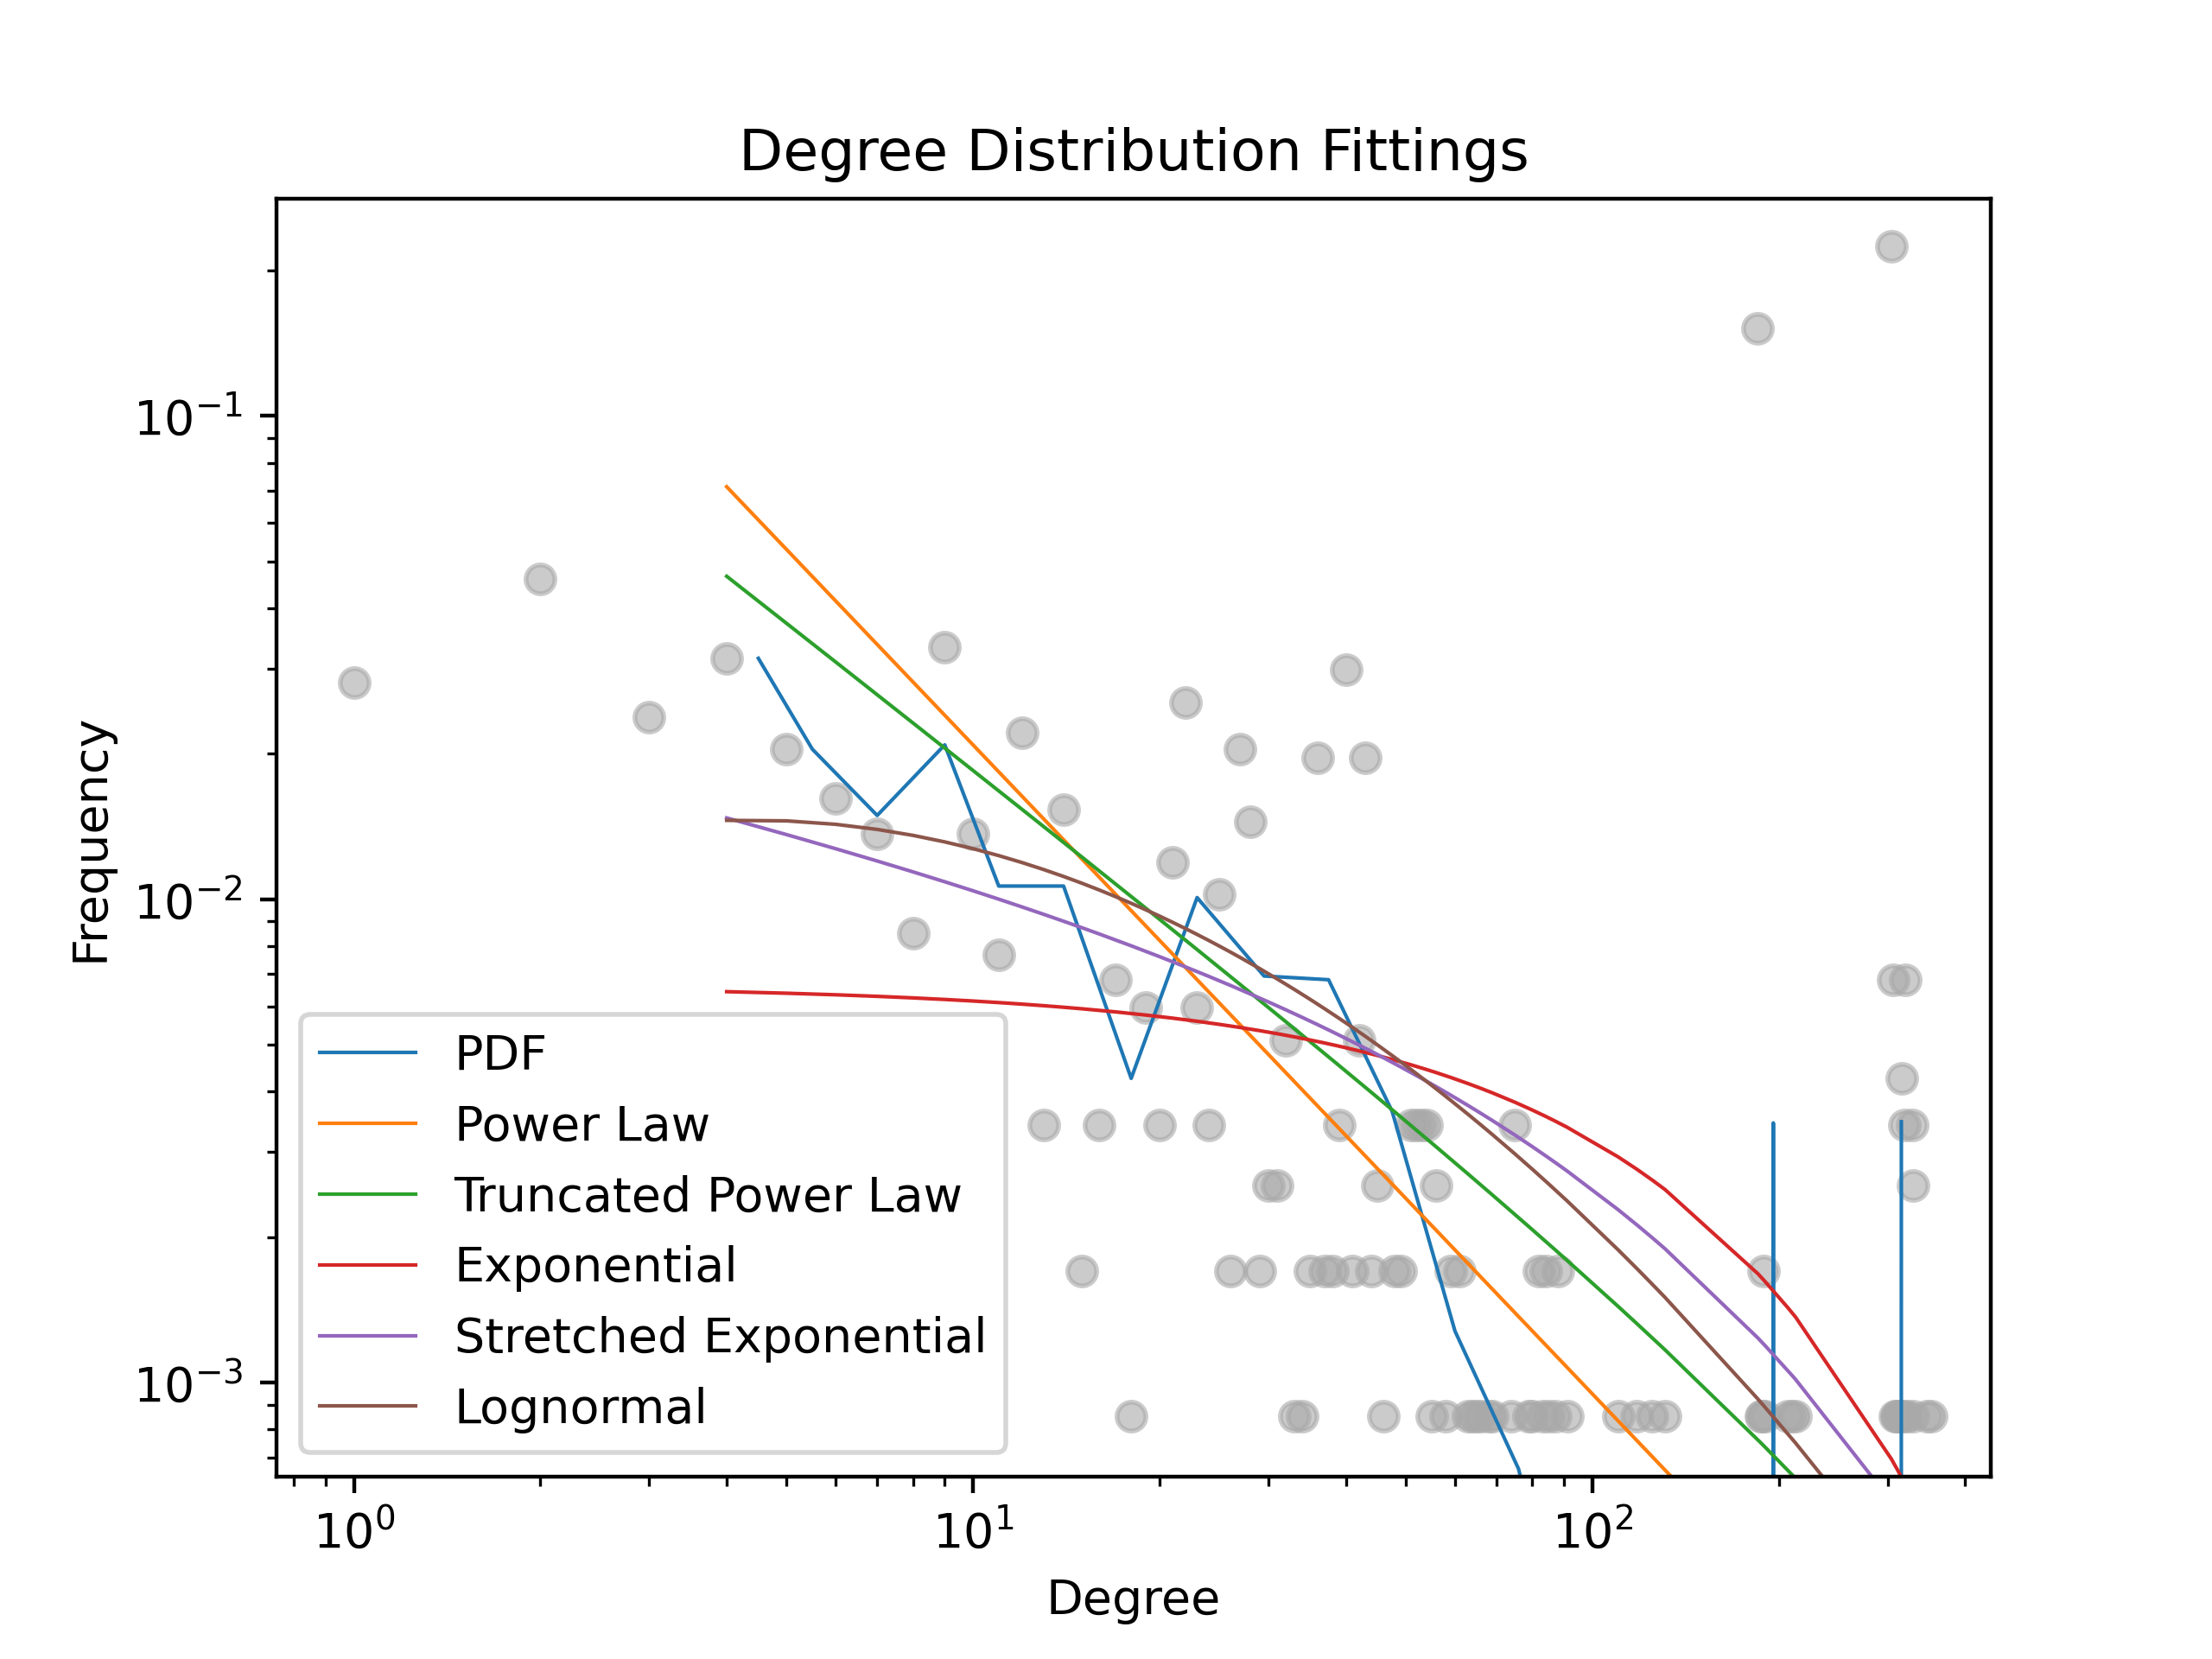 Degree Distribution Fittings
Frequency
10⁻¹
10⁻²
10⁻³
PDF
Power Law
Truncated Power Law
Exponential
Stretched Exponential
Lognormal
10⁰ 10¹ 10²
Degree